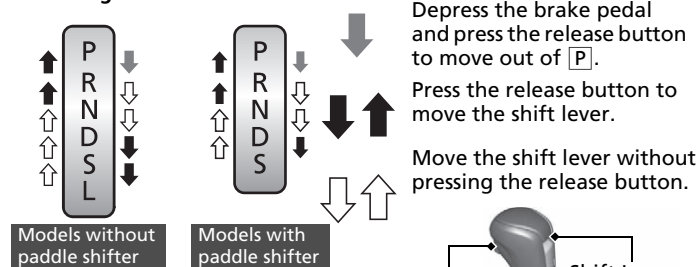 P
R
N
D
S
L
Models without
paddle shifter
P
R
N
D
S
Models with
paddle shifter
Depress the brake pedal
and press the release button
to move out of P.
Press the release button to
move the shift lever.
Move the shift lever without
pressing the release button.